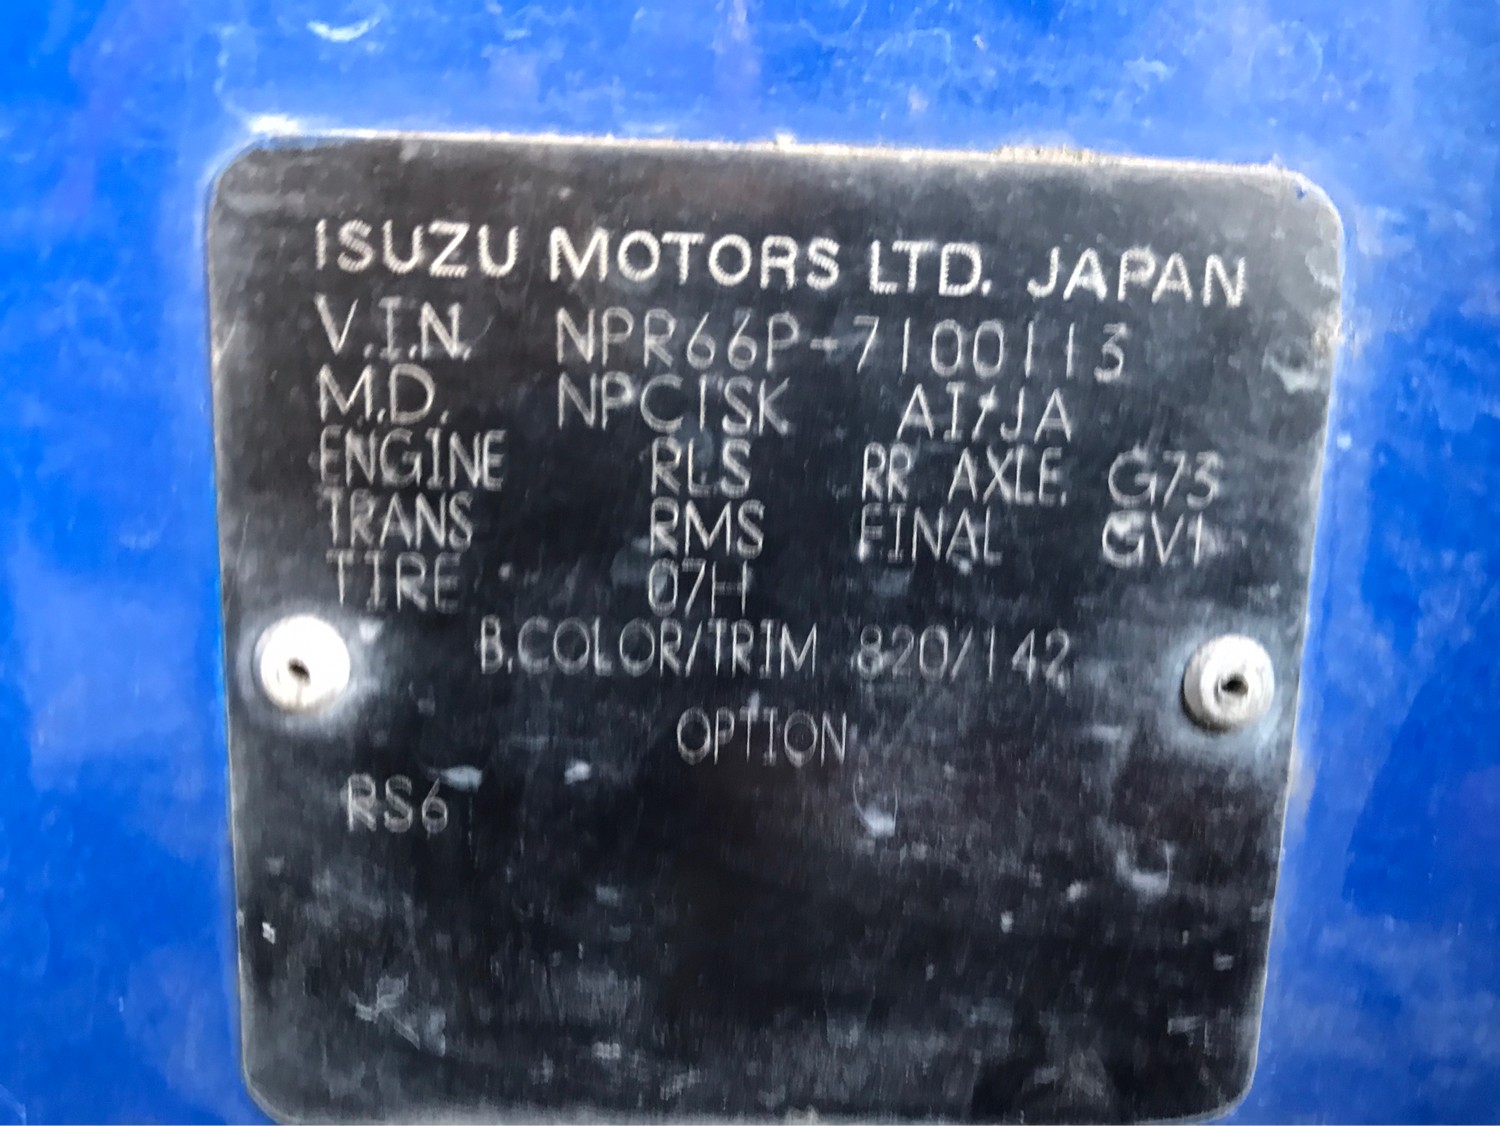 ISUZU MOTORS LTD. JAPAN
V.I.N. NPR66P-7100113
M.D. NPC1SK AI/JA
ENGINE RLS RR AXLE. G73
TRANS RMS FINAL GV1
TIRE 07H
B.COLOR/TRIM 820/142
OPTION
RS6